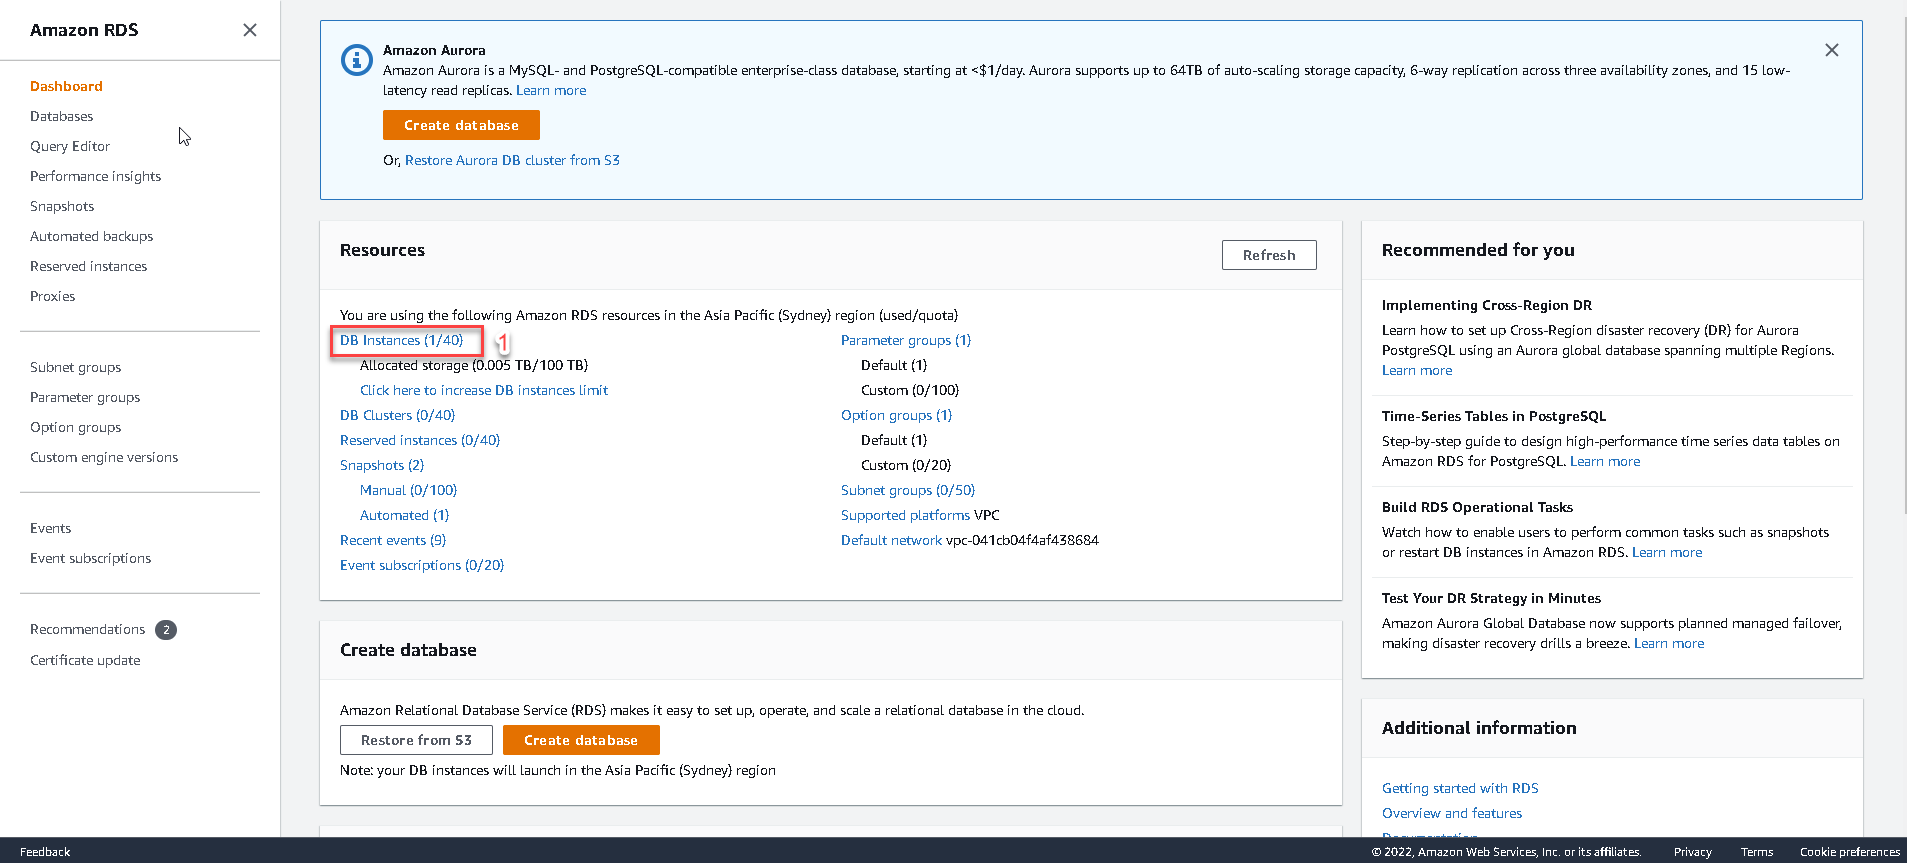 Amazon RDS
Dashboard
Databases
Query Editor
Performance insights
Snapshots
Automated backups
Reserved instances
Proxies
Subnet groups
Parameter groups
Option groups
Custom engine versions
Events
Event subscriptions
Recommendations 2
Certificate update
Amazon Aurora
Amazon Aurora is a MySQL- and PostgreSQL-compatible enterprise-class database, starting at <$1/day. Aurora supports up to 64TB of auto-scaling storage capacity, 6-way replication across three availability zones, and 15 low-
latency read replicas. Learn more
Create database
Or, Restore Aurora DB cluster from S3
Resources
Refresh
You are using the following Amazon RDS resources in the Asia Pacific (Sydney) region (used/quota)
DB Instances (1/40) 1
Allocated storage (0.005 TB/100 TB)
Click here to increase DB instances limit
DB Clusters (0/40)
Reserved instances (0/40)
Snapshots (2)
Manual (0/100)
Automated (1)
Recent events (9)
Event subscriptions (0/20)
Parameter groups (1)
Default (1)
Custom (0/100)
Option groups (1)
Default (1)
Custom (0/20)
Subnet groups (0/50)
Supported platforms VPC
Default network vpc-041cb04f4af438684
Create database
Amazon Relational Database Service (RDS) makes it easy to set up, operate, and scale a relational database in the cloud.
Restore from S3
Create database
Note: your DB instances will launch in the Asia Pacific (Sydney) region
Recommended for you
Implementing Cross-Region DR
Learn how to set up Cross-Region disaster recovery (DR) for Aurora
PostgreSQL using an Aurora global database spanning multiple Regions.
Learn more
Time-Series Tables in PostgreSQL
Step-by-step guide to design high-performance time series data tables on
Amazon RDS for PostgreSQL. Learn more
Build RDS Operational Tasks
Watch how to enable users to perform common tasks such as snapshots
or restart DB instances in Amazon RDS. Learn more
Test Your DR Strategy in Minutes
Amazon Aurora Global Database now supports planned managed failover,
making disaster recovery drills a breeze. Learn more
Additional information
Getting started with RDS
Overview and features
Documentation
Feedback
© 2022, Amazon Web Services, Inc. or its affiliates. Privacy Terms Cookie preferences